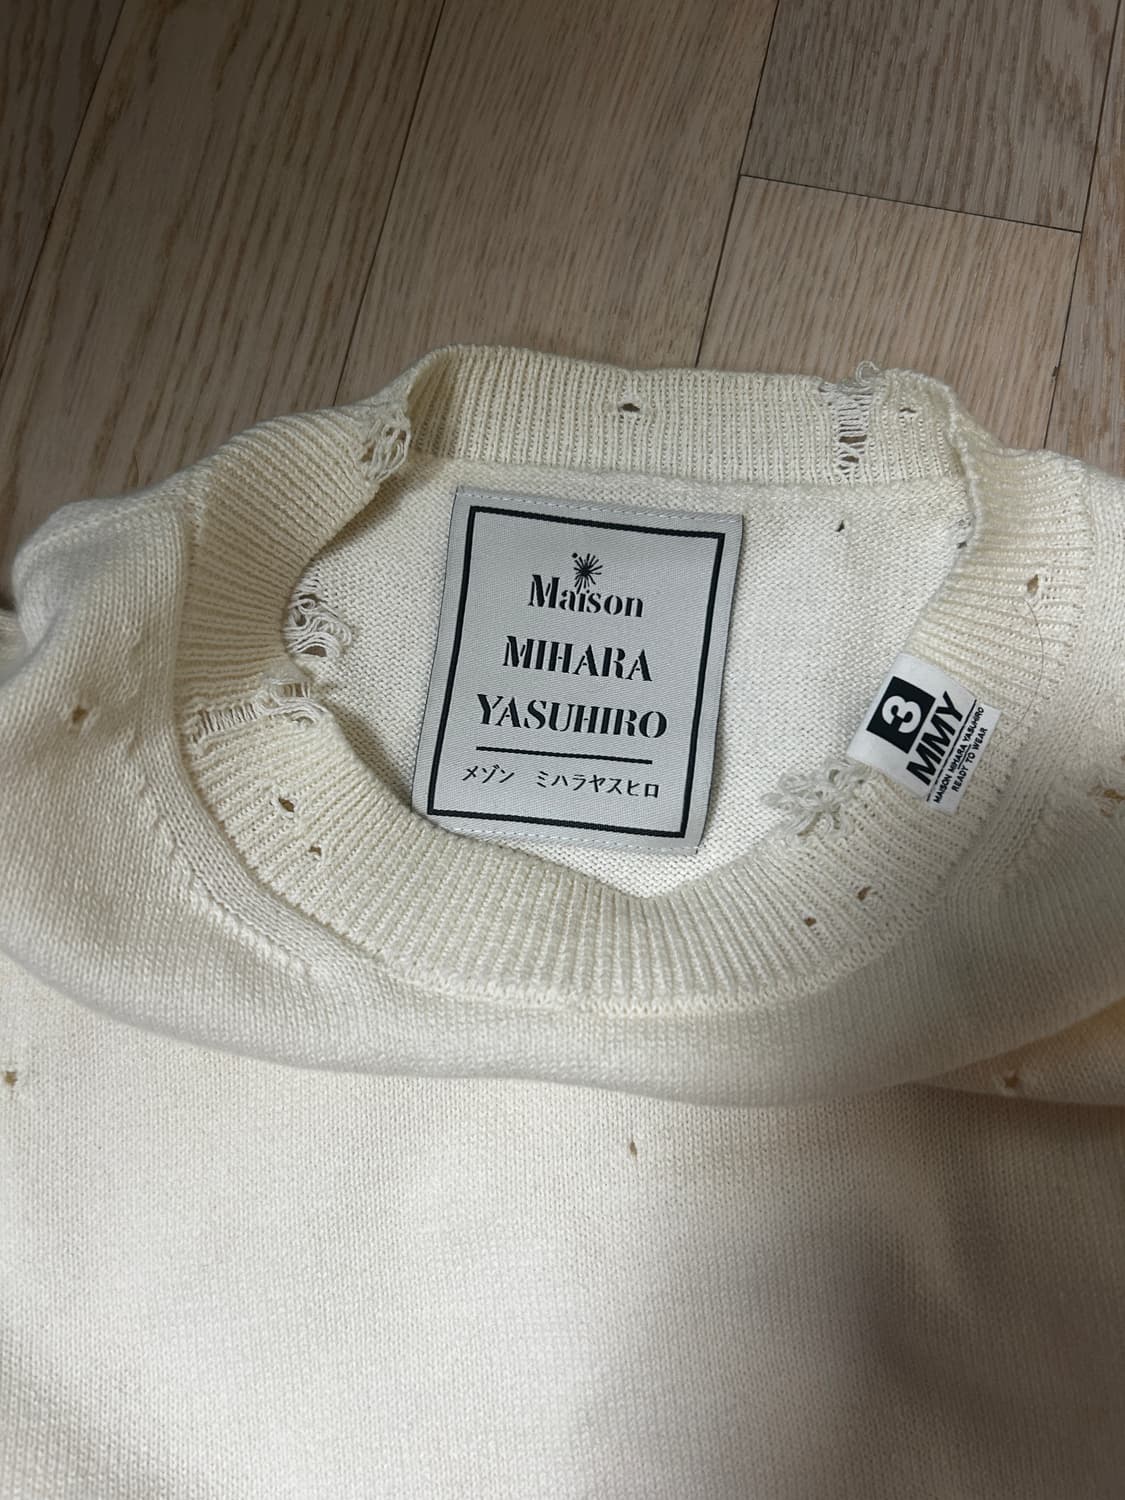 Maison
MIHARA
YASUHIRO
メゾン ミハラヤスヒロ
3
MMY
MAISON MIHARA YASUHIRO
READY TO WEAR